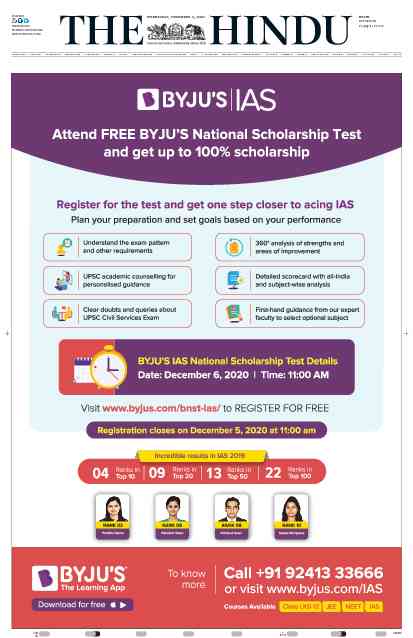 THE HINDU
BYJU'S IAS
Attend FREE BYJU'S National Scholarship Test
and get up to 100% scholarship
Register for the test and get one step closer to acing IAS
Plan your preparation and set goals based on your performance
Understand the exam pattern
and other requirements
360° analysis of strengths and
areas of improvement
UPSC academic counselling for
personalised guidance
Detailed scorecard with all-India
and subject-wise analysis
Clear doubts and queries about
UPSC Civil Services Exam
First-hand guidance from our expert
faculty to select optional subject
BYJU'S IAS National Scholarship Test Details
Date: December 6, 2020 | Time: 11:00 AM
Visit www.byjus.com/bnst-ias/ to REGISTER FOR FREE
Registration closes on December 5, 2020 at 11:00 am
Incredible results in IAS 2019
04 Ranks in Top 10
09 Ranks in Top 20
13 Ranks in Top 50
22 Ranks in Top 100
BYJU'S
The Learning App
Download for free
To know
more
Call +91 92413 33666
or visit www.byjus.com/IAS
Courses Available Class LKG-12 JEE NEET IAS